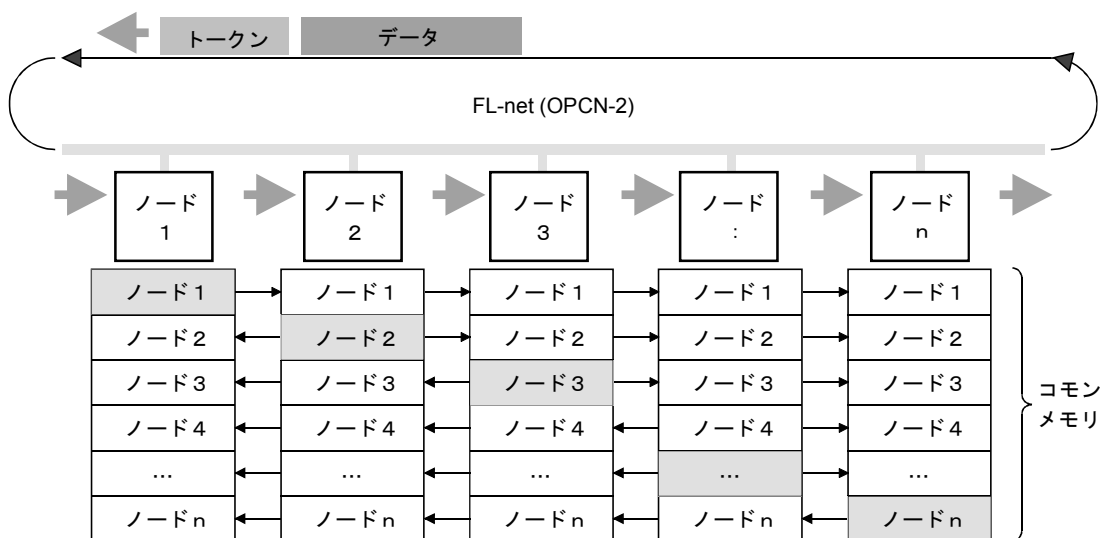 トークン データ
FL-net (OPCN-2)
ノード ノード ノード ノード ノード
1 2 3 : n
ノード1 ノード1 ノード1 ノード1 ノード1
ノード2 ノード2 ノード2 ノード2 ノード2
ノード3 ノード3 ノード3 ノード3 ノード3
ノード4 ノード4 ノード4 ノード4 ノード4
… … … … …
ノードn ノードn ノードn ノードn ノードn
コモン
メモリ